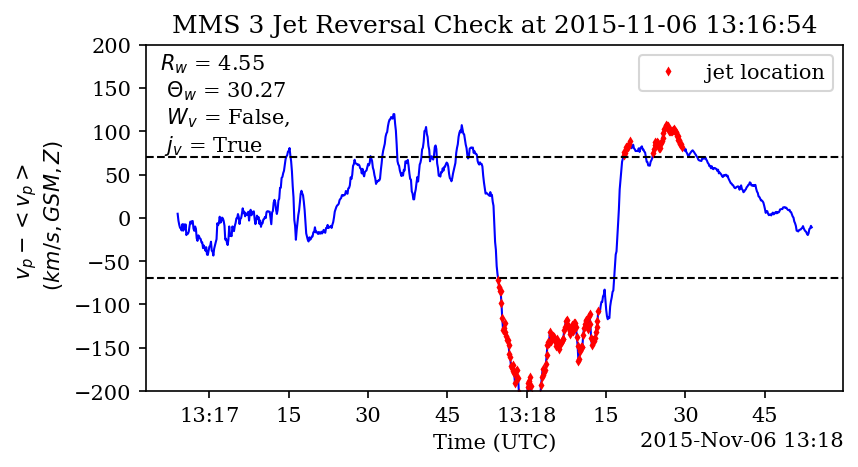 MMS 3 Jet Reversal Check at 2015-11-06 13:16:54
R_w = 4.55
Θ_w = 30.27
W_v = False,
j_v = True
jet location
200
150
100
50
0
−50
−100
−150
−200
v_p − < v_p >
(km/s, GSM, Z)
13:17 15 30 45 13:18 15 30 45
Time (UTC)
2015-Nov-06 13:18